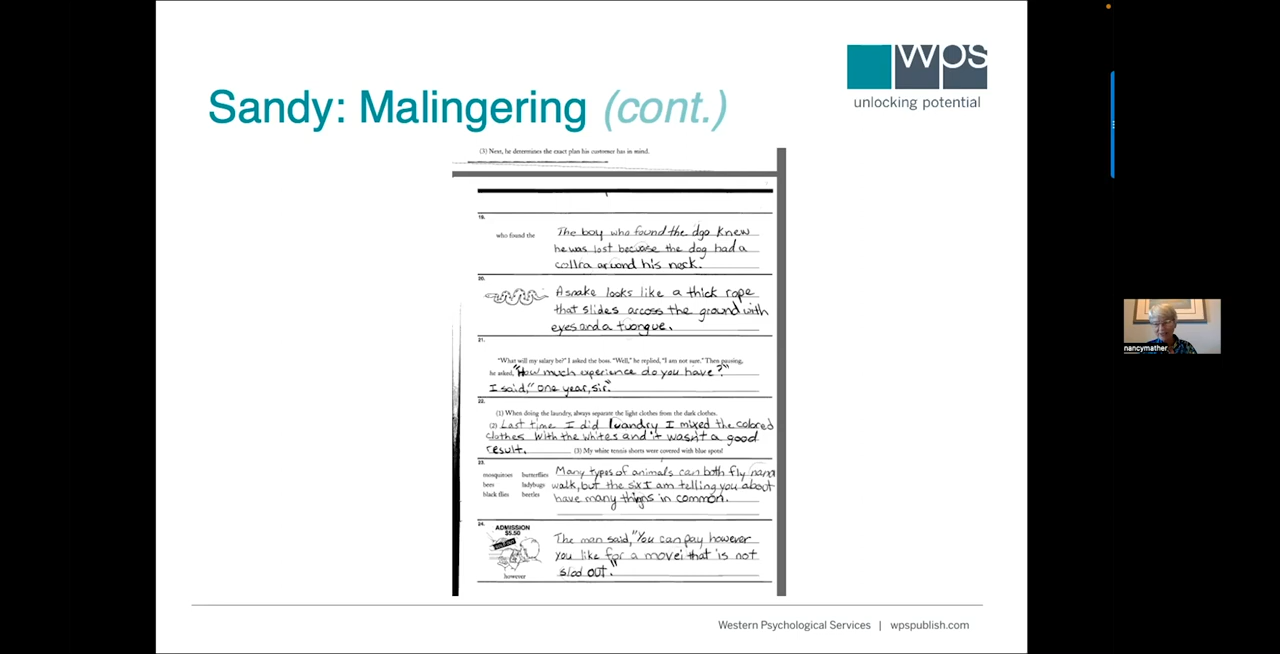 wps
unlocking potential
Sandy: Malingering (cont.)
(3) Next, he determines the exact plan his customer has in mind.
19.
who found the
The boy who found the dgo knew
he was lost becuase the dog had a
collra around his neck.
20.
A snake looks like a thick rope
that slides across the ground with
eyes and a tuongue.
21.
"What will my salary be?" I asked the boss. "Well," he replied, "I am not sure." Then pausing,
he asked, "How much experience do you have?"
I said, "one year, sir."
22.
(1) When doing the laundry, always separate the light clothes from the dark clothes.
(2) Last time I did luandry I mixed the colored
clothes with the whites and it wasn't a good
result. (3) My white tennis shorts were covered with blue spots!
23.
mosquitoes butterflies
bees ladybugs
black flies beetles
Many types of animals can both fly
walk, but the six I am telling you about
have many thigns in common.
24.
ADMISSION
$5.50
however
The man said, "You can pay however
you like for a movei that is not
slod out."
Western Psychological Services | wpspublish.com
nancymather